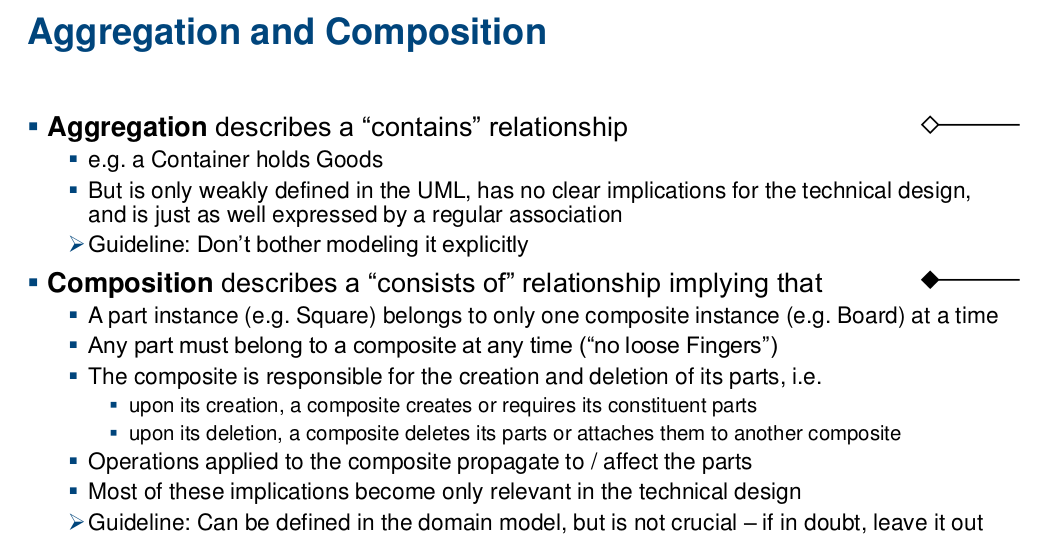 Aggregation and Composition
▪ Aggregation describes a “contains” relationship
▪ e.g. a Container holds Goods
▪ But is only weakly defined in the UML, has no clear implications for the technical design,
and is just as well expressed by a regular association
➢ Guideline: Don’t bother modeling it explicitly
▪ Composition describes a “consists of” relationship implying that
▪ A part instance (e.g. Square) belongs to only one composite instance (e.g. Board) at a time
▪ Any part must belong to a composite at any time (“no loose Fingers”)
▪ The composite is responsible for the creation and deletion of its parts, i.e.
▪ upon its creation, a composite creates or requires its constituent parts
▪ upon its deletion, a composite deletes its parts or attaches them to another composite
▪ Operations applied to the composite propagate to / affect the parts
▪ Most of these implications become only relevant in the technical design
➢ Guideline: Can be defined in the domain model, but is not crucial – if in doubt, leave it out